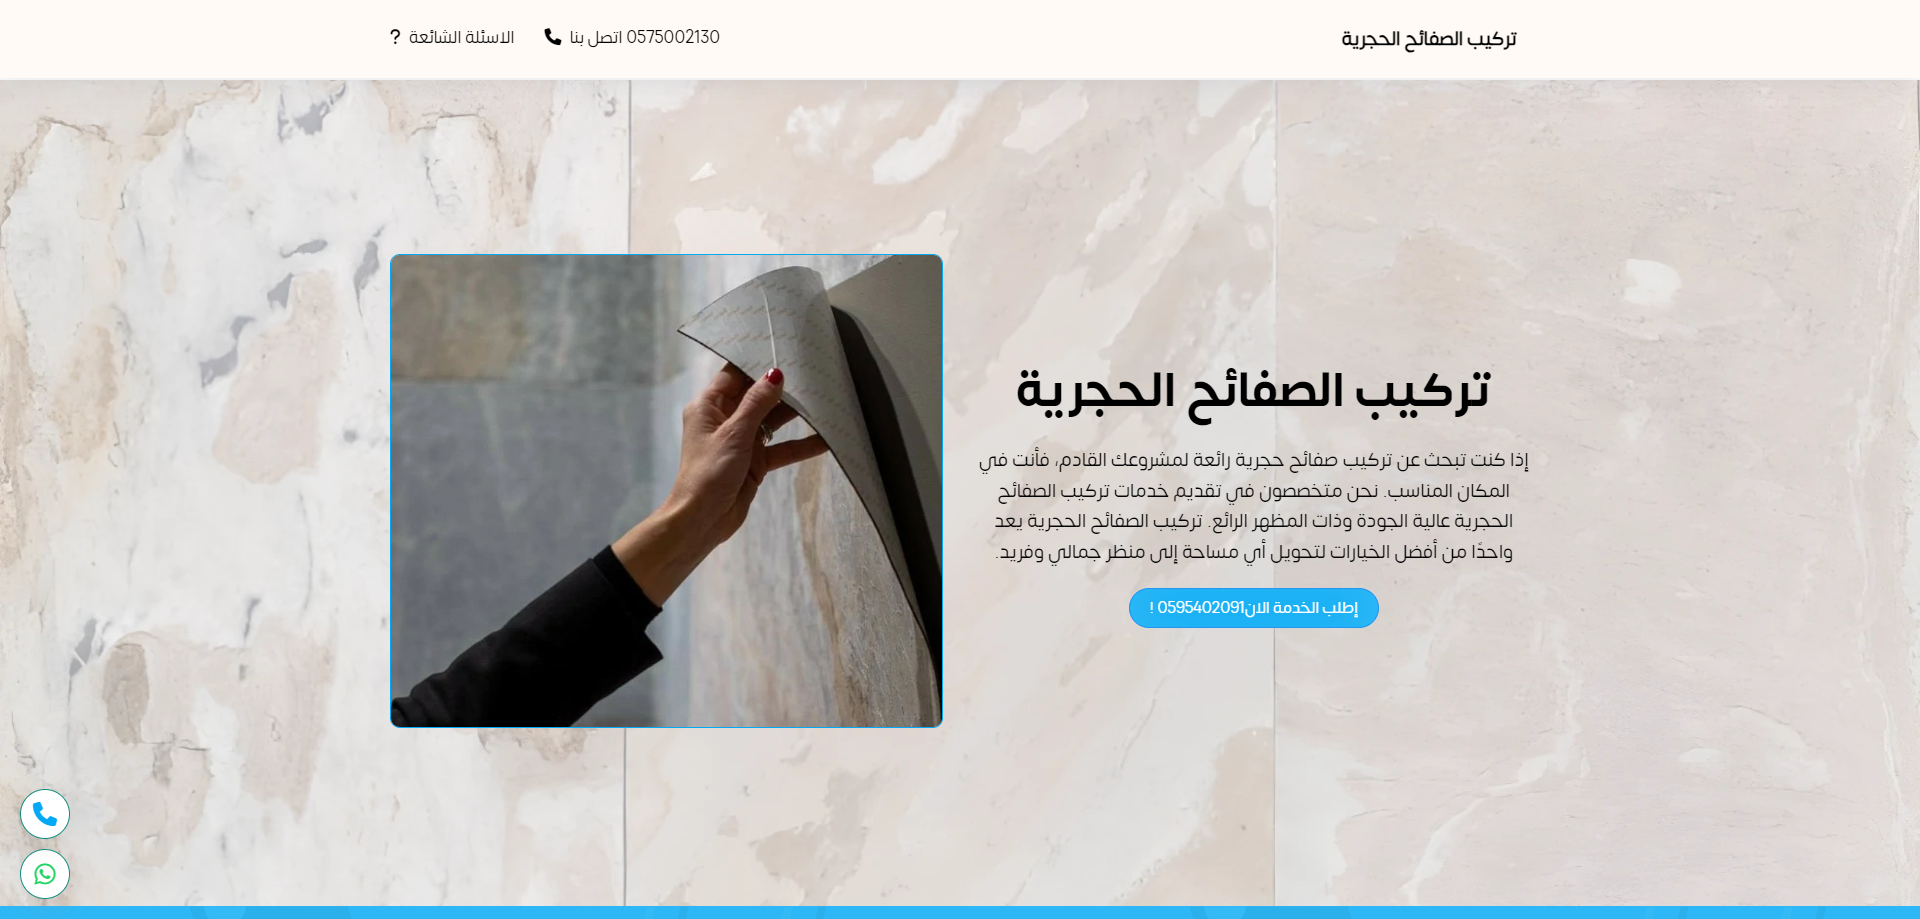 تركيب الصفائح الحجرية
0575002130 اتصل بنا
الاسئلة الشائعة
تركيب الصفائح الحجرية
إذا كنت تبحث عن تركيب صفائح حجرية رائعة لمشروعك القادم، فأنت في
المكان المناسب. نحن متخصصون في تقديم خدمات تركيب الصفائح
الحجرية عالية الجودة وذات المظهر الرائع. تركيب الصفائح الحجرية يعد
واحدًا من أفضل الخيارات لتحويل أي مساحة إلى منظر جمالي وفريد.
إطلب الخدمة الان0595402091 !